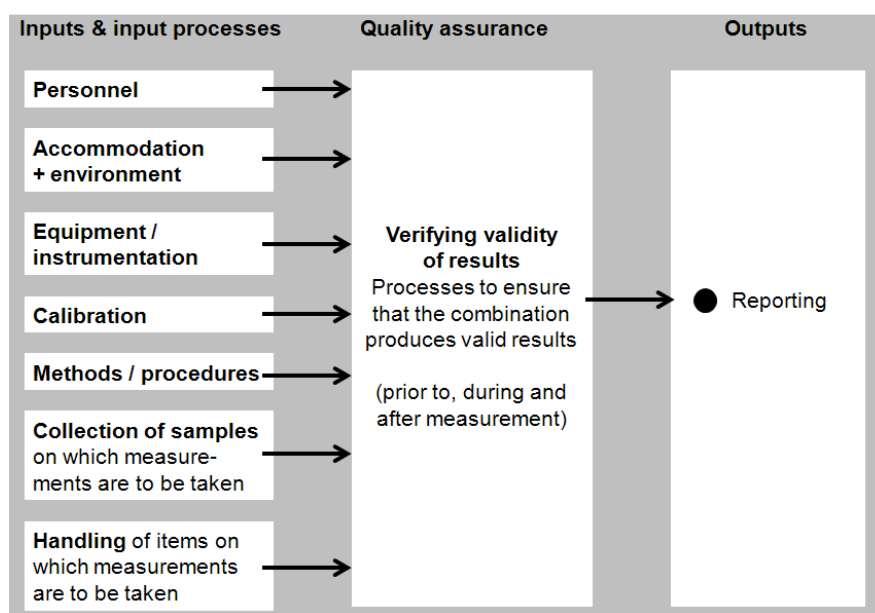 Inputs & input processes
Quality assurance
Outputs
Personnel
Accommodation
+ environment
Equipment /
instrumentation
Calibration
Methods / procedures
Collection of samples
on which measure-
ments are to be taken
Handling of items on
which measurements
are to be taken
Verifying validity
of results
Processes to ensure
that the combination
produces valid results
(prior to, during and
after measurement)
Reporting